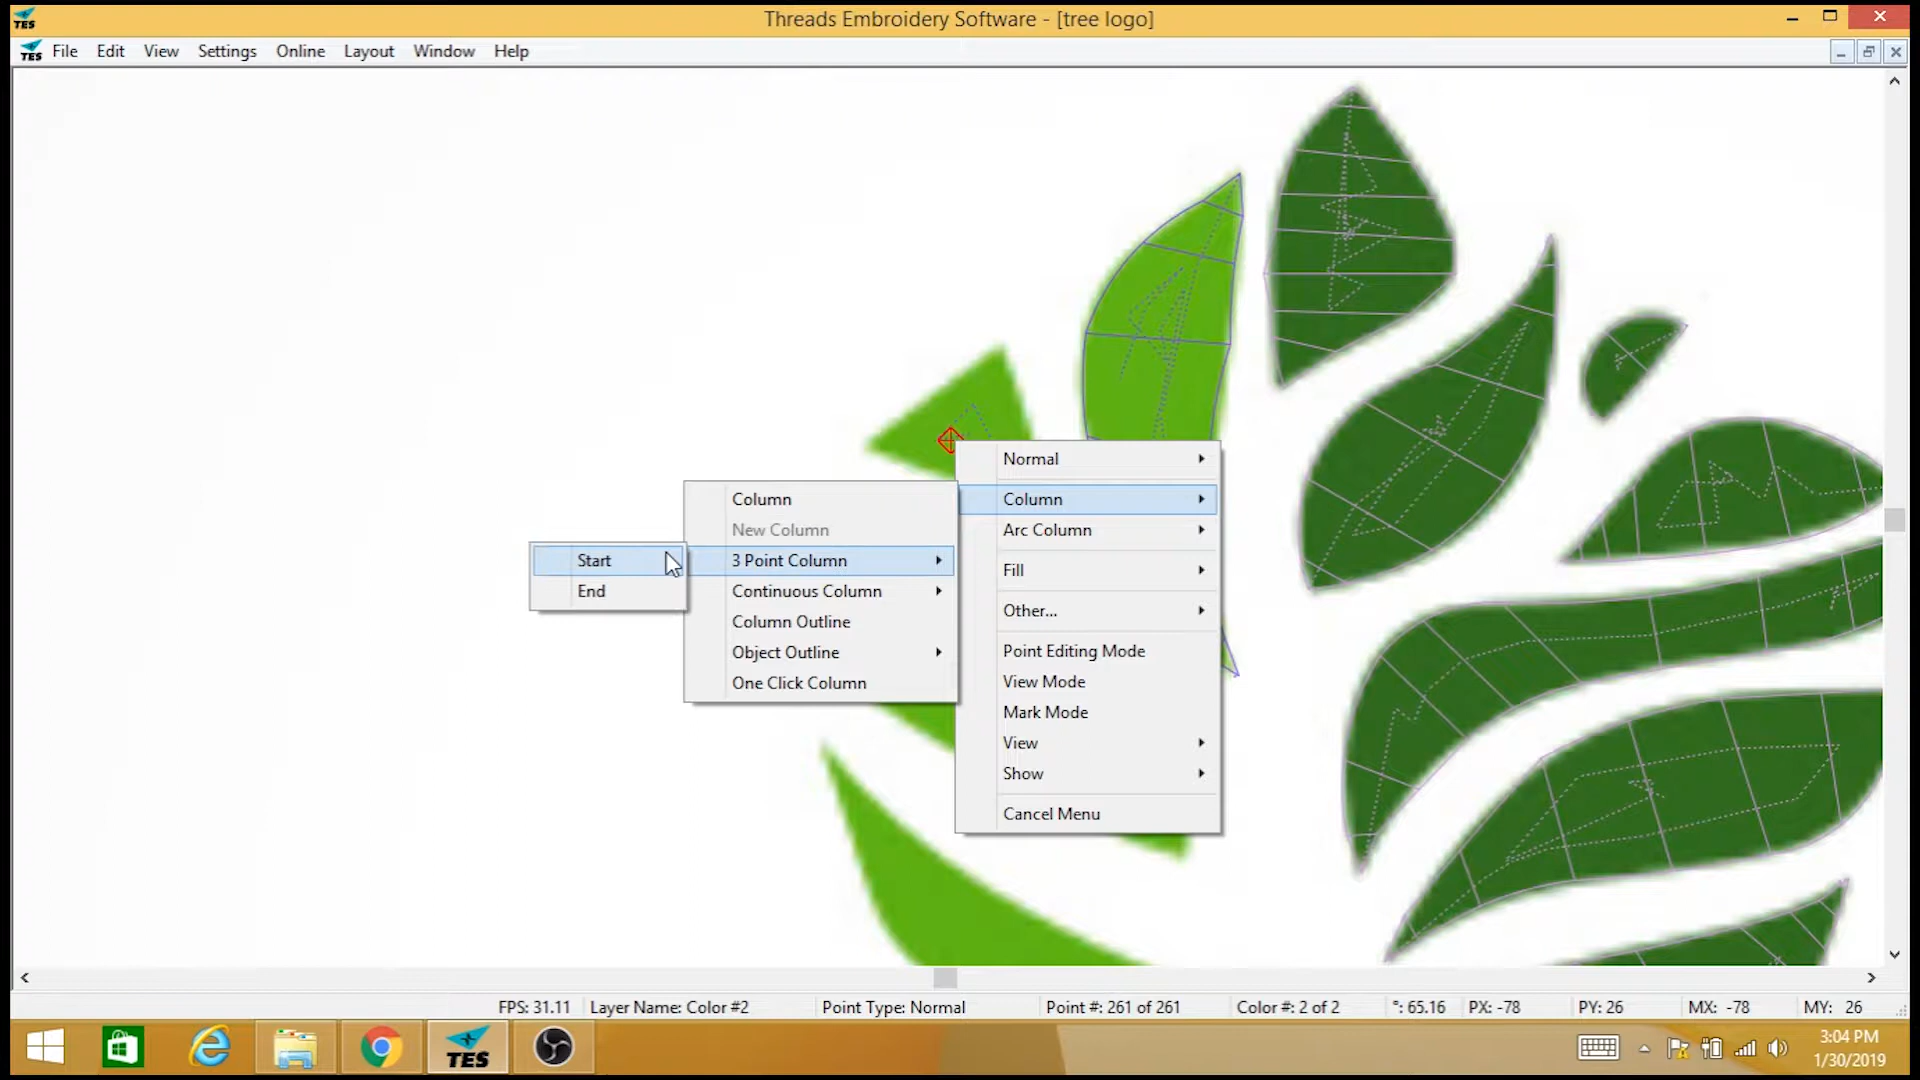 TES
Threads Embroidery Software - [tree logo]
TES
File Edit View Settings Online Layout Window Help
Normal
Column
Arc Column
Fill
Other...
Point Editing Mode
View Mode
Mark Mode
View
Show
Cancel Menu
Column
New Column
3 Point Column
Continuous Column
Column Outline
Object Outline
One Click Column
Start
End
FPS: 31.11 Layer Name: Color #2 Point Type: Normal Point #: 261 of 261 Color #: 2 of 2 °: 65.16 PX: -78 PY: 26 MX: -78 MY: 26
TES
3:04 PM
1/30/2019